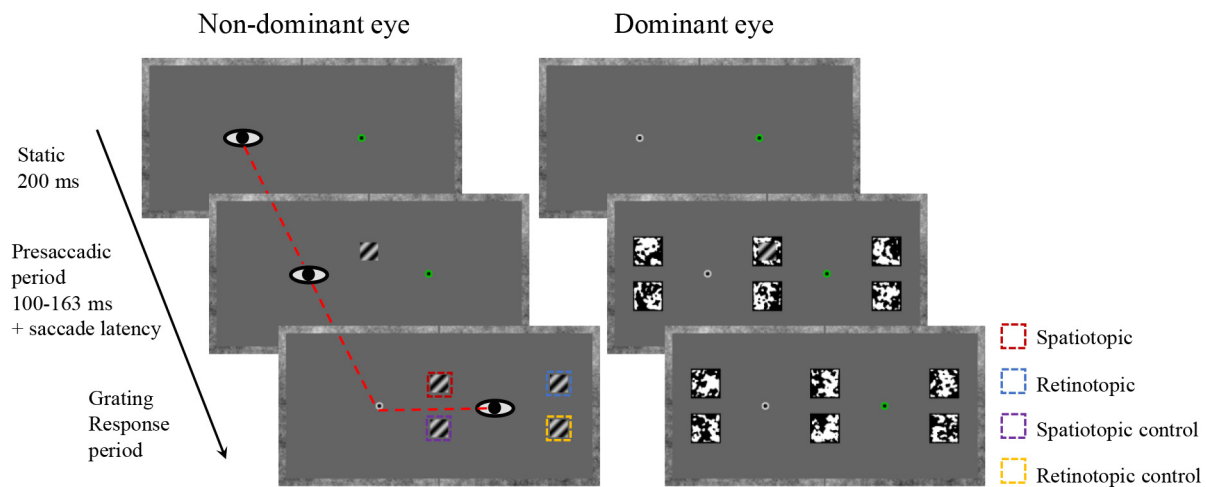 Non-dominant eye
Dominant eye
Static
200 ms
Presaccadic
period
100-163 ms
+ saccade latency
Grating
Response
period
Spatiotopic
Retinotopic
Spatiotopic control
Retinotopic control